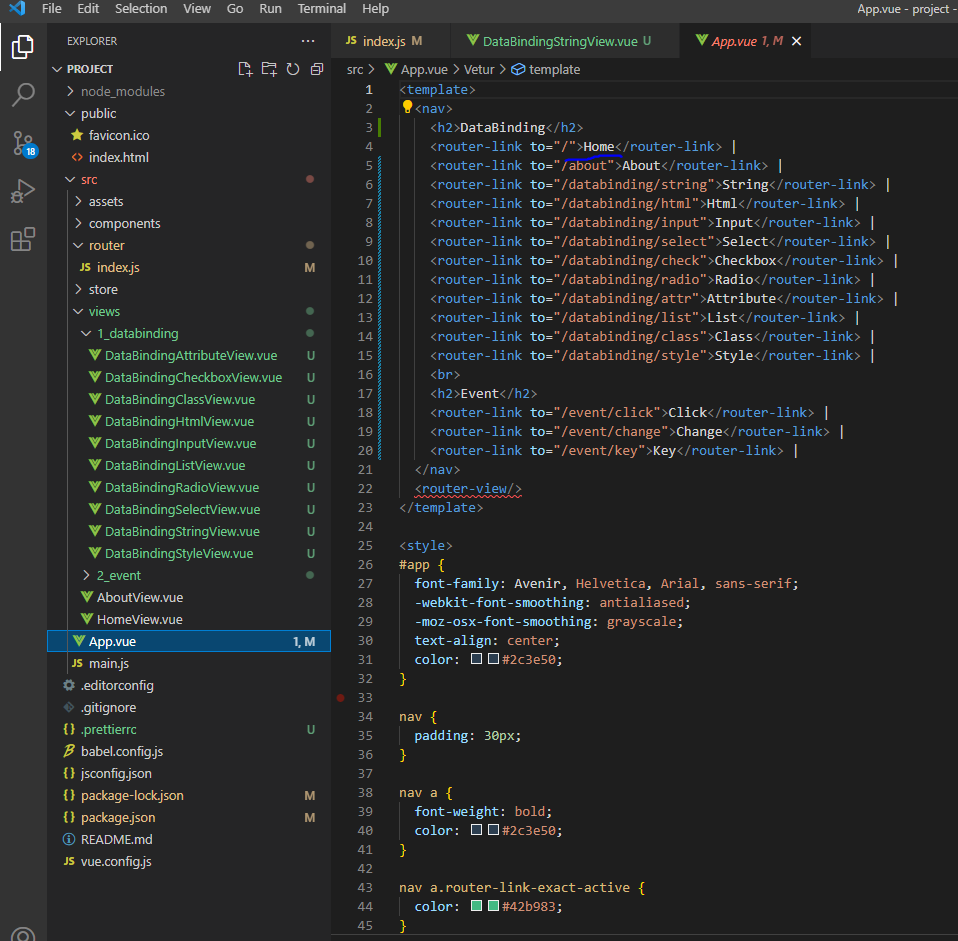 File Edit Selection View Go Run Terminal Help App.vue - project -
EXPLORER ···
JS index.js M DataBindingStringView.vue U App.vue 1, M
PROJECT
src > App.vue > Vetur > template
node_modules
public
favicon.ico
<> index.html
src
assets
components
router
JS index.js M
store
views
1_databinding
DataBindingAttributeView.vue U
DataBindingCheckboxView.vue U
DataBindingClassView.vue U
DataBindingHtmlView.vue U
DataBindingInputView.vue U
DataBindingListView.vue U
DataBindingRadioView.vue U
DataBindingSelectView.vue U
DataBindingStringView.vue U
DataBindingStyleView.vue U
2_event
AboutView.vue
HomeView.vue
App.vue 1, M
JS main.js
.editorconfig
.gitignore
{} .prettierrc U
babel.config.js
{} jsconfig.json
{} package-lock.json M
{} package.json M
README.md
JS vue.config.js
18
1 <template>
2 <nav>
3 <h2>DataBinding</h2>
4 <router-link to="/">Home</router-link> |
5 <router-link to="/about">About</router-link> |
6 <router-link to="/databinding/string">String</router-link> |
7 <router-link to="/databinding/html">Html</router-link> |
8 <router-link to="/databinding/input">Input</router-link> |
9 <router-link to="/databinding/select">Select</router-link> |
10 <router-link to="/databinding/check">Checkbox</router-link> |
11 <router-link to="/databinding/radio">Radio</router-link> |
12 <router-link to="/databinding/attr">Attribute</router-link> |
13 <router-link to="/databinding/list">List</router-link> |
14 <router-link to="/databinding/class">Class</router-link> |
15 <router-link to="/databinding/style">Style</router-link> |
16 <br>
17 <h2>Event</h2>
18 <router-link to="/event/click">Click</router-link> |
19 <router-link to="/event/change">Change</router-link> |
20 <router-link to="/event/key">Key</router-link> |
21 </nav>
22 <router-view/>
23 </template>
24
25 <style>
26 #app {
27 font-family: Avenir, Helvetica, Arial, sans-serif;
28 -webkit-font-smoothing: antialiased;
29 -moz-osx-font-smoothing: grayscale;
30 text-align: center;
31 color: #2c3e50;
32 }
33
34 nav {
35 padding: 30px;
36 }
37
38 nav a {
39 font-weight: bold;
40 color: #2c3e50;
41 }
42
43 nav a.router-link-exact-active {
44 color: #42b983;
45 }